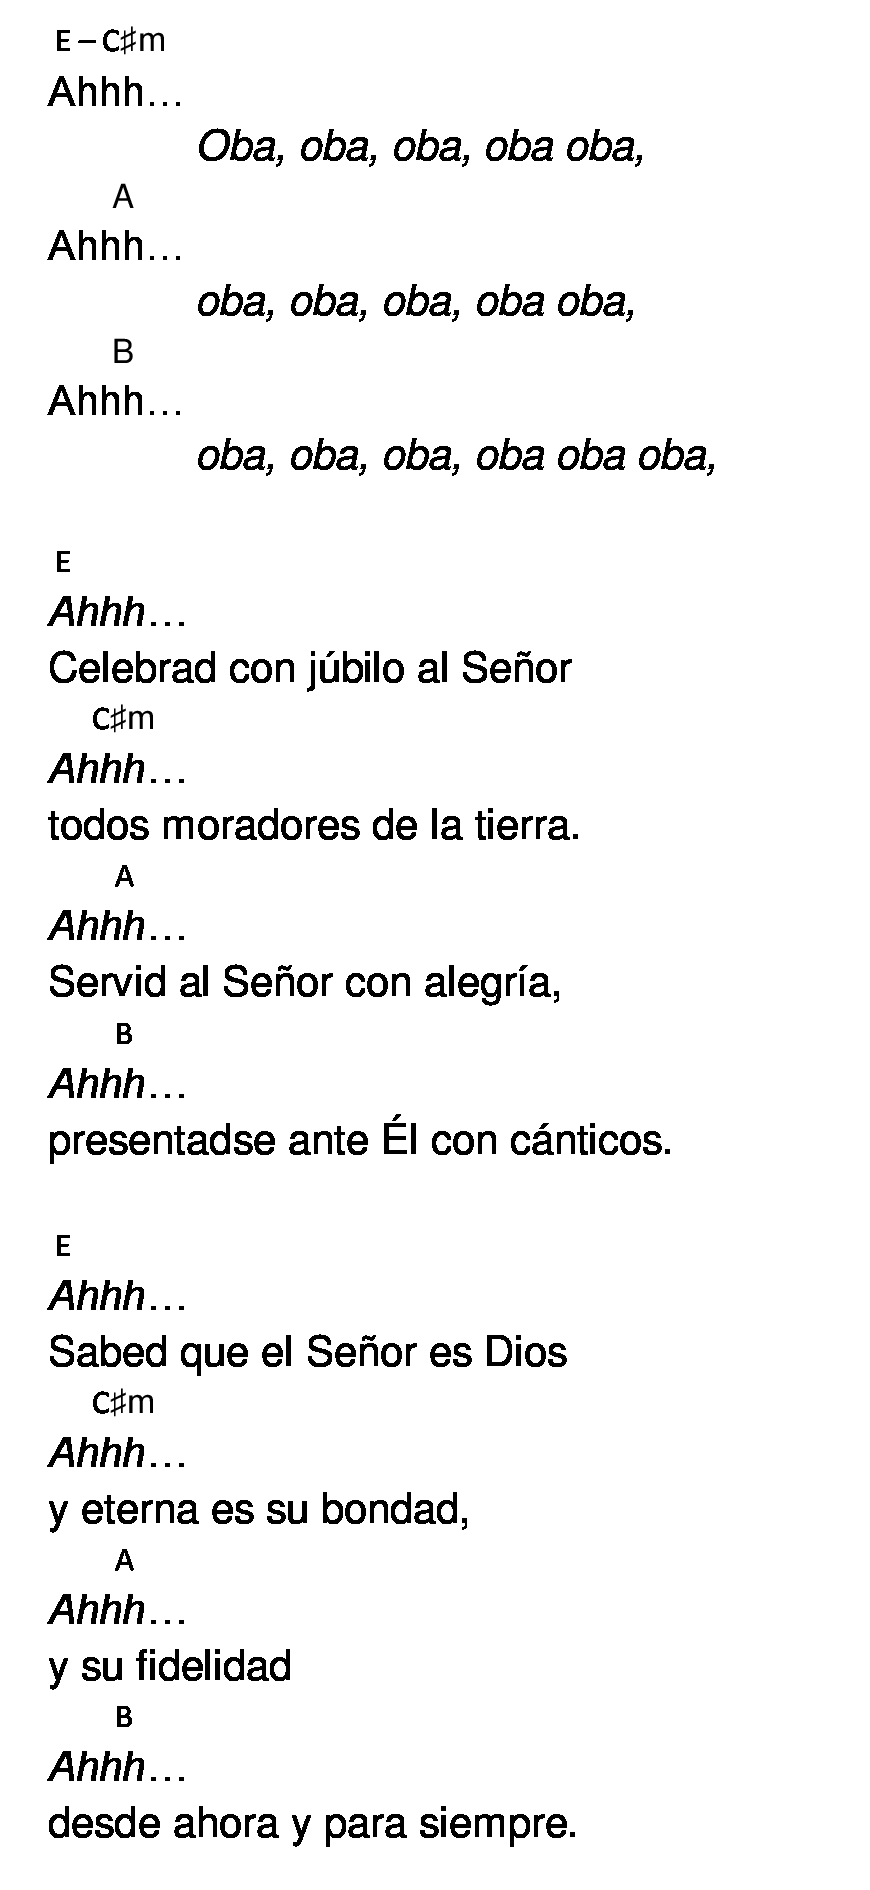 E – C♯m
Ahhh…
Oba, oba, oba, oba oba,
A
Ahhh…
oba, oba, oba, oba oba,
B
Ahhh…
oba, oba, oba, oba oba oba,
E
Ahhh…
Celebrad con júbilo al Señor
C♯m
Ahhh…
todos moradores de la tierra.
A
Ahhh…
Servid al Señor con alegría,
B
Ahhh…
presentadse ante Él con cánticos.
E
Ahhh…
Sabed que el Señor es Dios
C♯m
Ahhh…
y eterna es su bondad,
A
Ahhh…
y su fidelidad
B
Ahhh…
desde ahora y para siempre.